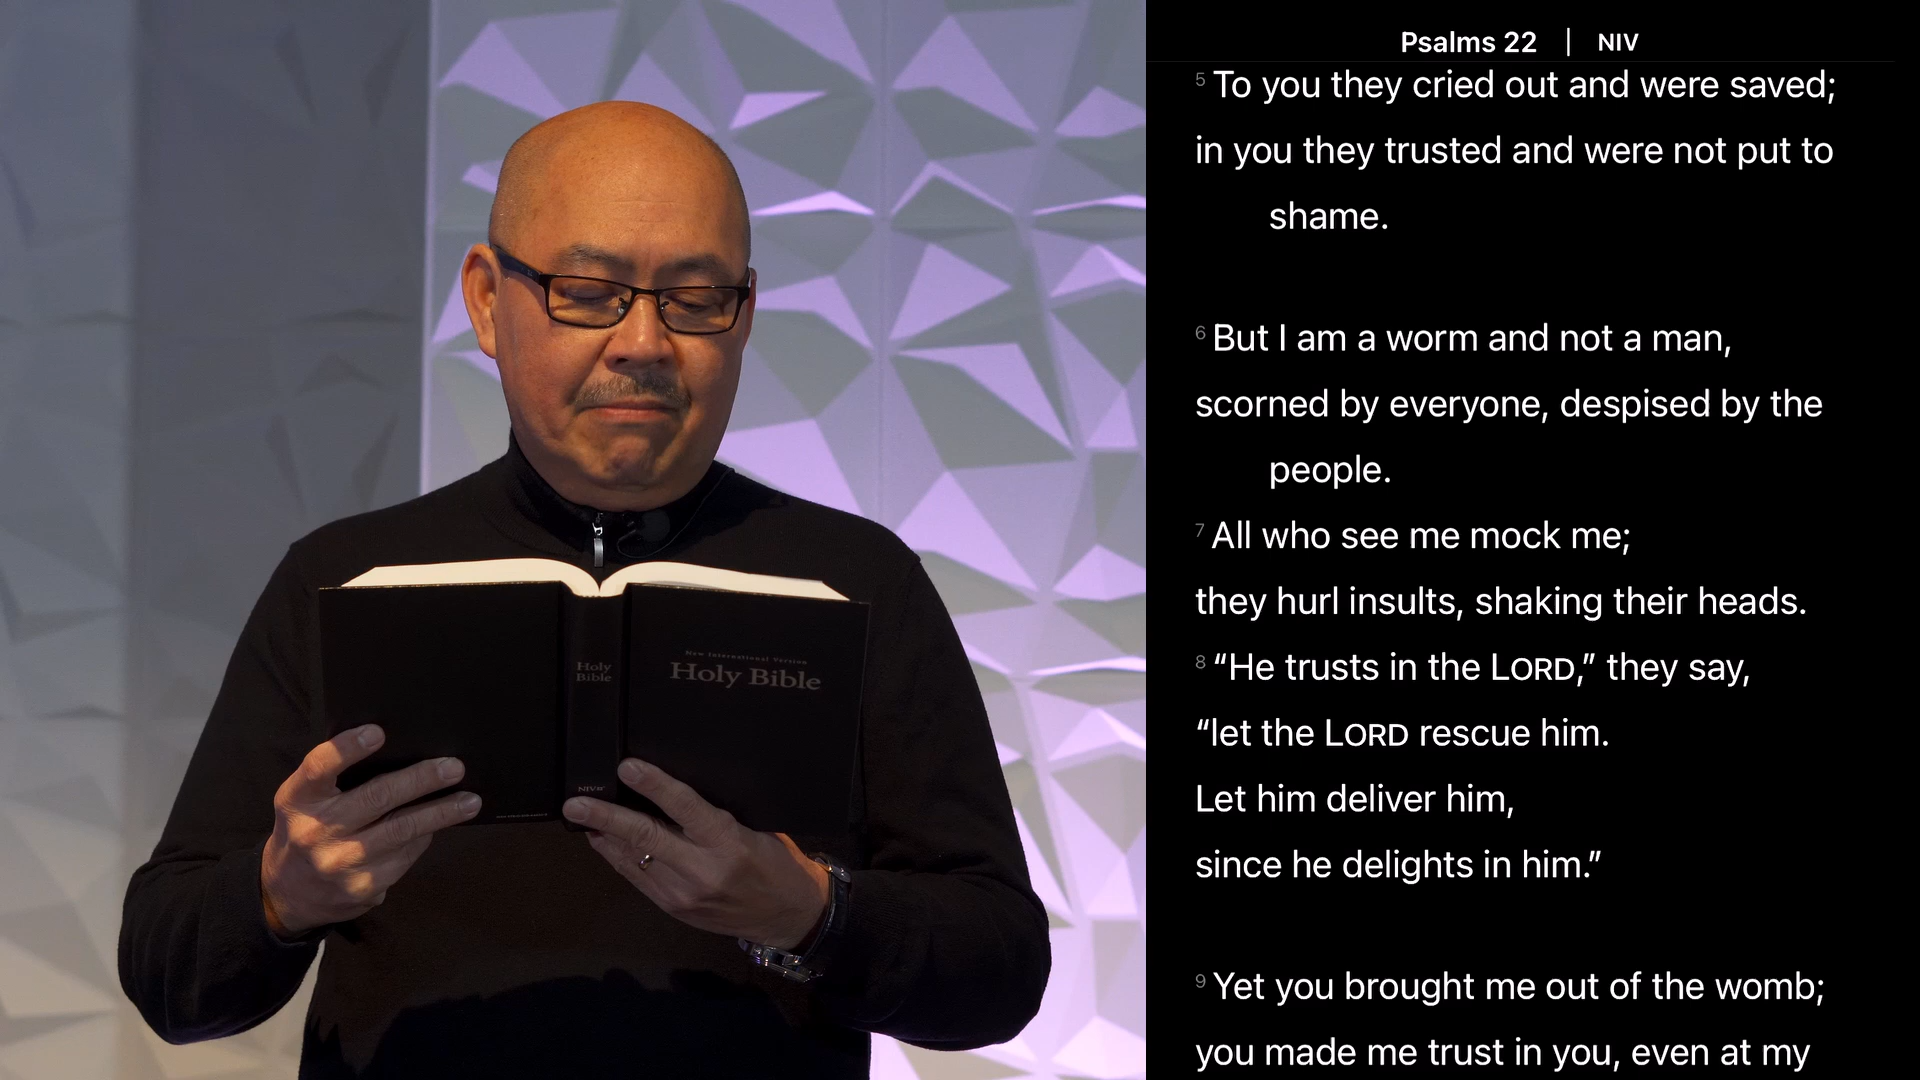 New International Version
Holy Bible
Holy
Bible
NIV®
Psalms 22 | NIV
5 To you they cried out and were saved;
in you they trusted and were not put to
shame.
6 But I am a worm and not a man,
scorned by everyone, despised by the
people.
7 All who see me mock me;
they hurl insults, shaking their heads.
8 “He trusts in the LORD,” they say,
“let the LORD rescue him.
Let him deliver him,
since he delights in him.”
9 Yet you brought me out of the womb;
you made me trust in you, even at my